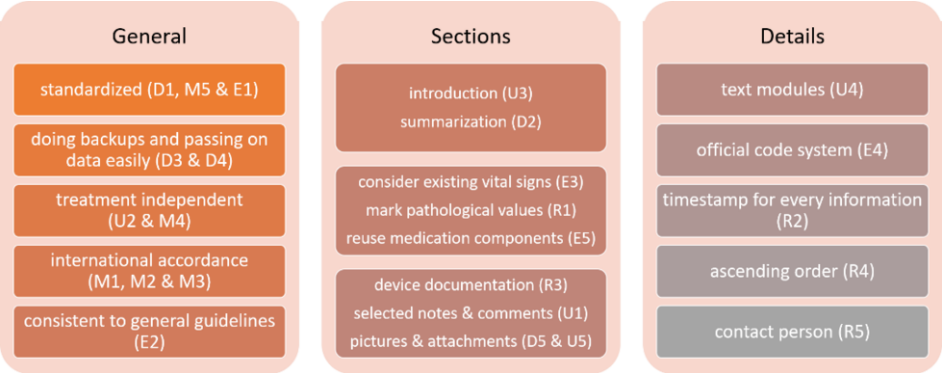 General
standardized (D1, M5 & E1)
doing backups and passing on
data easily (D3 & D4)
treatment independent
(U2 & M4)
international accordance
(M1, M2 & M3)
consistent to general guidelines
(E2)
Sections
introduction (U3)
summarization (D2)
consider existing vital signs (E3)
mark pathological values (R1)
reuse medication components (E5)
device documentation (R3)
selected notes & comments (U1)
pictures & attachments (D5 & U5)
Details
text modules (U4)
official code system (E4)
timestamp for every information
(R2)
ascending order (R4)
contact person (R5)